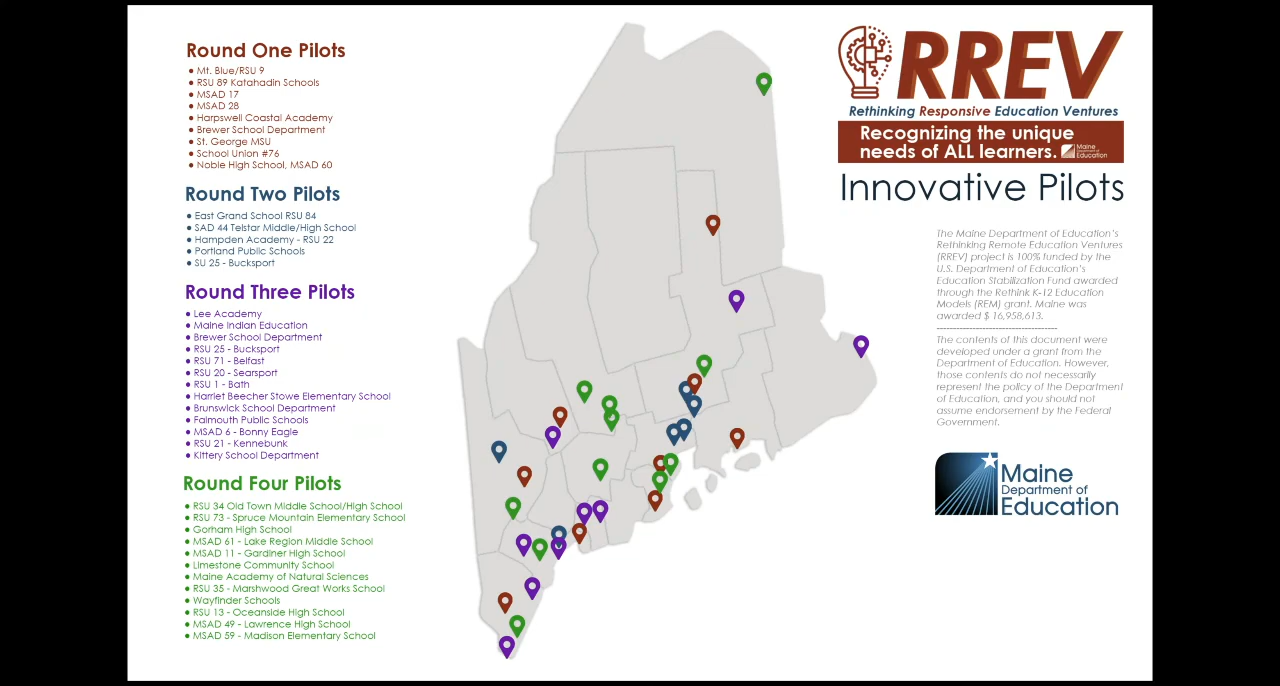 Round One Pilots
● Mt. Blue/RSU 9
● RSU 89 Katahadin Schools
● MSAD 17
● MSAD 28
● Harpswell Coastal Academy
● Brewer School Department
● St. George MSU
● School Union #76
● Noble High School, MSAD 60
Round Two Pilots
● East Grand School RSU 84
● SAD 44 Telstar Middle/High School
● Hampden Academy - RSU 22
● Portland Public Schools
● SU 25 - Bucksport
Round Three Pilots
● Lee Academy
● Maine Indian Education
● Brewer School Department
● RSU 25 - Bucksport
● RSU 71 - Belfast
● RSU 20 - Searsport
● RSU 1 - Bath
● Harriet Beecher Stowe Elementary School
● Brunswick School Department
● Falmouth Public Schools
● MSAD 6 - Bonny Eagle
● RSU 21 - Kennebunk
● Kittery School Department
Round Four Pilots
● RSU 34 Old Town Middle School/High School
● RSU 73 - Spruce Mountain Elementary School
● Gorham High School
● MSAD 61 - Lake Region Middle School
● MSAD 11 - Gardiner High School
● Limestone Community School
● Maine Academy of Natural Sciences
● RSU 35 - Marshwood Great Works School
● Wayfinder Schools
● RSU 13 - Oceanside High School
● MSAD 49 - Lawrence High School
● MSAD 59 - Madison Elementary School
RREV
Rethinking Responsive Education Ventures
Recognizing the unique
needs of ALL learners.
Maine
Department of
Education
Innovative Pilots
The Maine Department of Education's
Rethinking Remote Education Ventures
(RREV) project is 100% funded by the
U.S. Department of Education's
Education Stabilization Fund awarded
through the Rethink K-12 Education
Models (REM) grant. Maine was
awarded $ 16,958,613.
------------------------------------
The contents of this document were
developed under a grant from the
Department of Education. However,
those contents do not necessarily
represent the policy of the Department
of Education, and you should not
assume endorsement by the Federal
Government.
Maine
Department of
Education